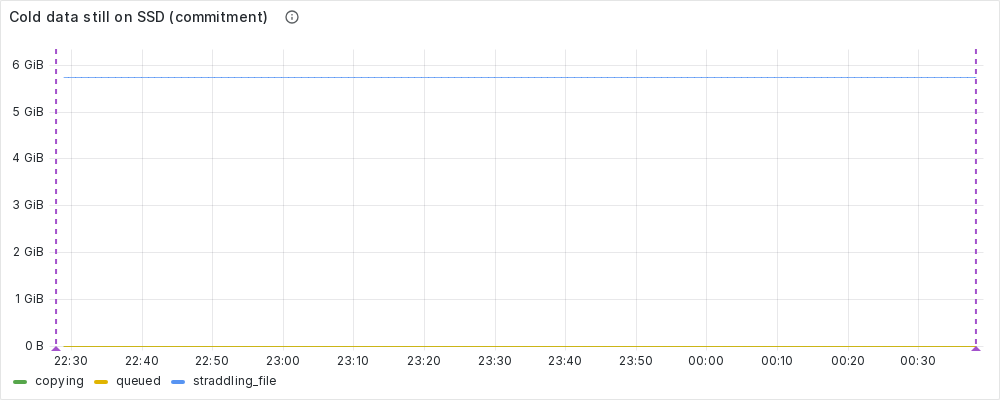 Cold data still on SSD (commitment)
6 GiB
5 GiB
4 GiB
3 GiB
2 GiB
1 GiB
0 B
22:30 22:40 22:50 23:00 23:10 23:20 23:30 23:40 23:50 00:00 00:10 00:20 00:30
copying queued straddling_file